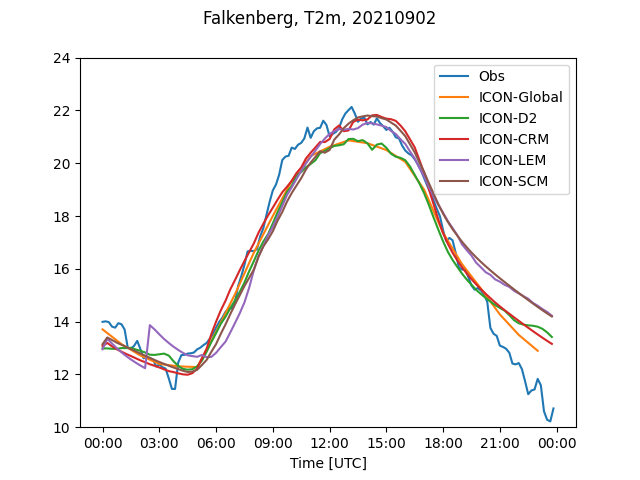 Falkenberg, T2m, 20210902
24
22
20
18
16
14
12
10
Obs
ICON-Global
ICON-D2
ICON-CRM
ICON-LEM
ICON-SCM
00:00 03:00 06:00 09:00 12:00 15:00 18:00 21:00 00:00
Time [UTC]